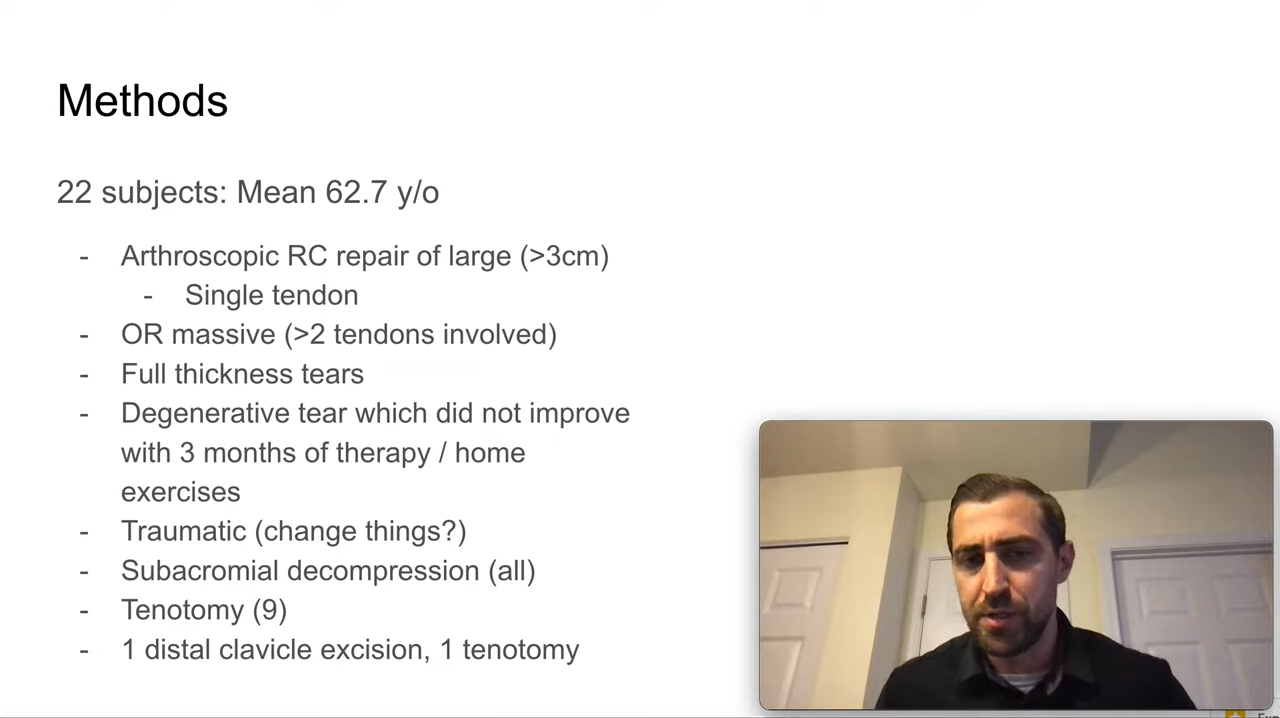 Methods
22 subjects: Mean 62.7 y/o
- Arthroscopic RC repair of large (>3cm)
- Single tendon
- OR massive (>2 tendons involved)
- Full thickness tears
- Degenerative tear which did not improve
with 3 months of therapy / home
exercises
- Traumatic (change things?)
- Subacromial decompression (all)
- Tenotomy (9)
- 1 distal clavicle excision, 1 tenotomy